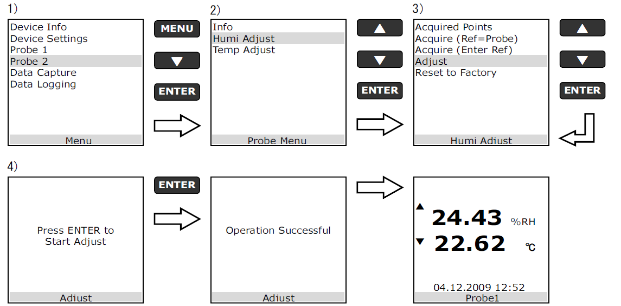 1)
Device Info
Device Settings
Probe 1
Probe 2
Data Capture
Data Logging
Menu
MENU
▼
ENTER
2)
Info
Humi Adjust
Temp Adjust
Probe Menu
▲
▼
ENTER
3)
Acquired Points
Acquire (Ref=Probe)
Acquire (Enter Ref)
Adjust
Reset to Factory
Humi Adjust
▲
▼
ENTER
4)
Press ENTER to
Start Adjust
Adjust
ENTER
Operation Successful
Adjust
▲ 24.43 %RH
▼ 22.62 ℃
04.12.2009 12:52
Probe1